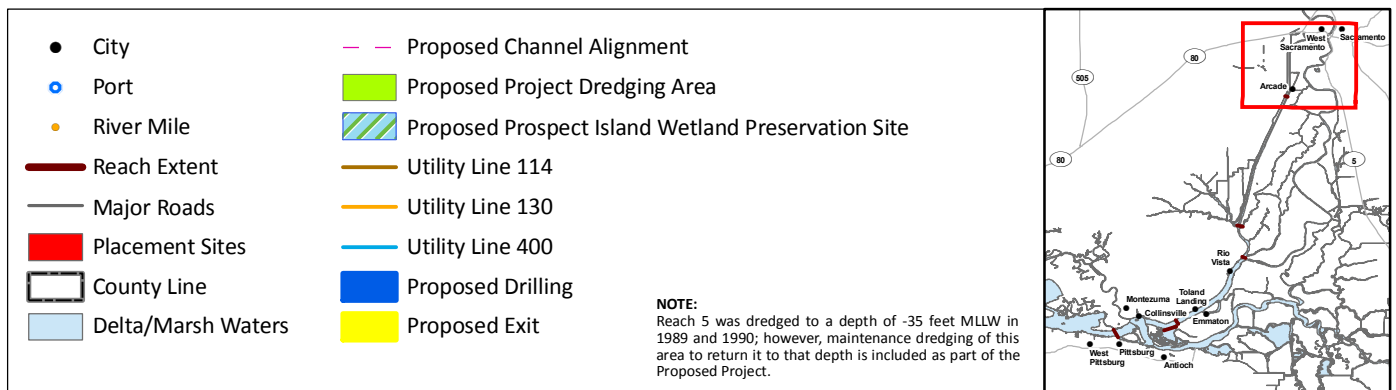 City
Port
River Mile
Reach Extent
Major Roads
Placement Sites
County Line
Delta/Marsh Waters
Proposed Channel Alignment
Proposed Project Dredging Area
Proposed Prospect Island Wetland Preservation Site
Utility Line 114
Utility Line 130
Utility Line 400
Proposed Drilling
Proposed Exit
NOTE:
Reach 5 was dredged to a depth of -35 feet MLLW in
1989 and 1990; however, maintenance dredging of this
area to return it to that depth is included as part of the
Proposed Project.
West
Sacramento
Sacramento
80
505
Arcade
80
5
Rio
Vista
Toland
Landing
Montezuma
Collinsville
Emmaton
West
Pittsburg
Pittsburg
Antioch